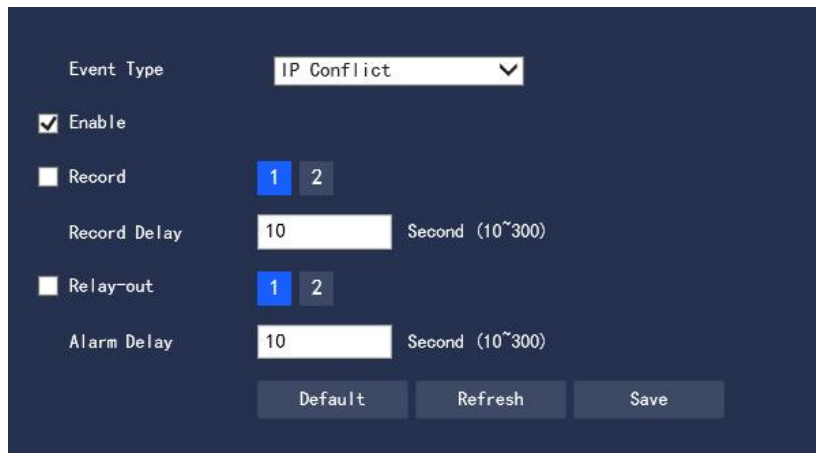 Event Type IP Conflict
Enable
Record 1 2
Record Delay 10 Second (10~300)
Relay-out 1 2
Alarm Delay 10 Second (10~300)
Default Refresh Save